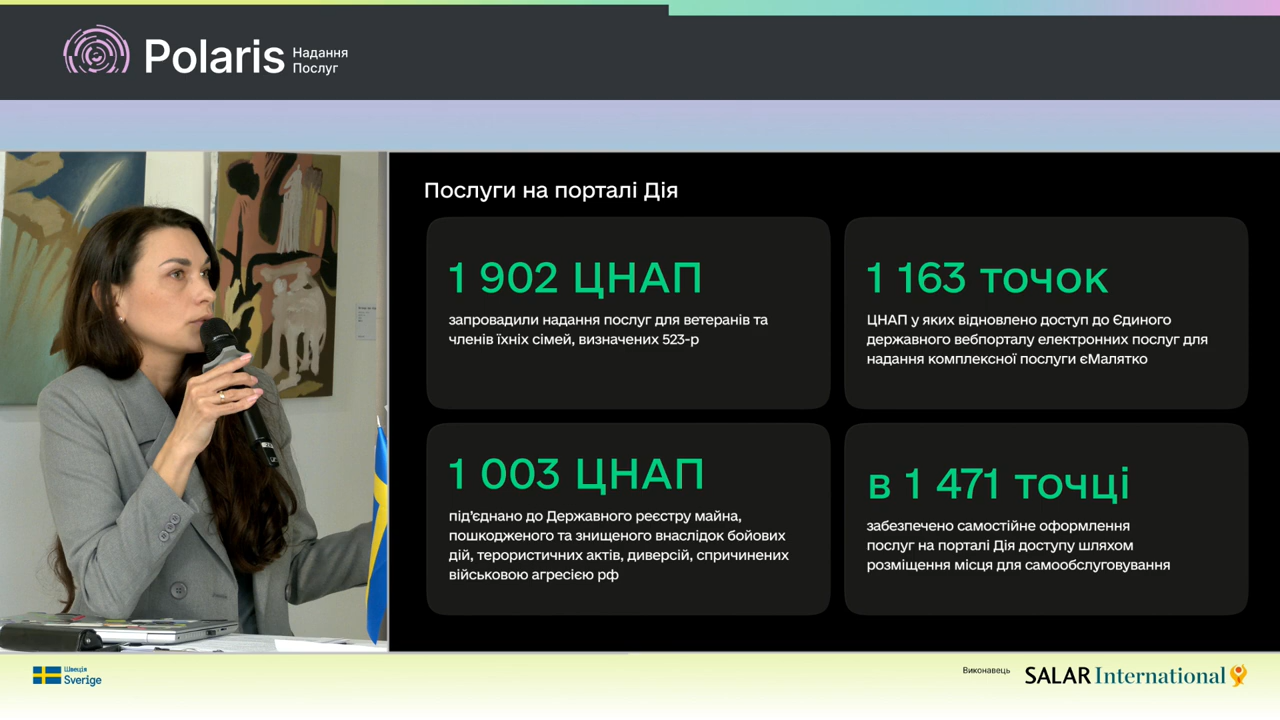 Polaris
Надання
Послуг
Послуги на порталі Дія
1 902 ЦНАП
запровадили надання послуг для ветеранів та
членів їхніх сімей, визначених 523-р
1 163 точок
ЦНАП у яких відновлено доступ до Єдиного
державного вебпорталу електронних послуг для
надання комплексної послуги єМалятко
1 003 ЦНАП
під’єднано до Державного реєстру майна,
пошкодженого та знищеного внаслідок бойових
дій, терористичних актів, диверсій, спричинених
військовою агресією рф
в 1 471 точці
забезпечено самостійне оформлення
послуг на порталі Дія доступу шляхом
розміщення місця для самообслуговування
Швеція
Sverige
Виконавець
SALAR International